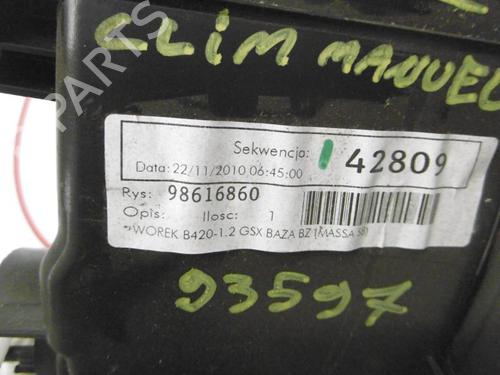 CLIM MANUEL
Sekwencja: 42809
Data: 22/11/2010 06:45:00
Rys: 98616860
Opis: Ilosc: 1
WOREK B420-1.2 GSX BAZA BZ (MASSA
93597
B-PARTS